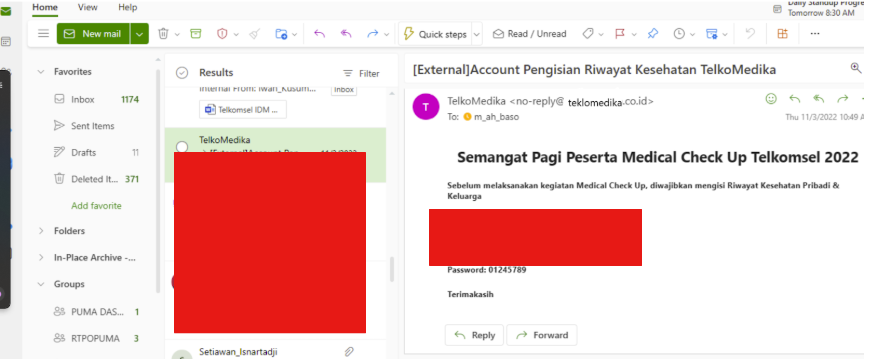 Home View Help
Daily Standup Progre
Tomorrow 8:30 AM
New mail
Quick steps
Read / Unread
Favorites
Inbox 1174
Sent Items
Drafts 11
Deleted It... 371
Add favorite
Folders
In-Place Archive -...
Groups
PUMA DAS... 1
RTPOPUMA 3
Results
Filter
Internal From: Iwan_Kusum...
Inbox
Telkomsel IDM ...
TelkoMedika
Setiawan_Isnartadji
[External]Account Pengisian Riwayat Kesehatan TelkoMedika
T
TelkoMedika <no-reply@ teklomedika.co.id>
To: m_ah_baso
Thu 11/3/2022 10:49 A
Semangat Pagi Peserta Medical Check Up Telkomsel 2022
Sebelum melaksanakan kegiatan Medical Check Up, diwajibkan mengisi Riwayat Kesehatan Pribadi &
Keluarga
Password: 01245789
Terimakasih
Reply
Forward